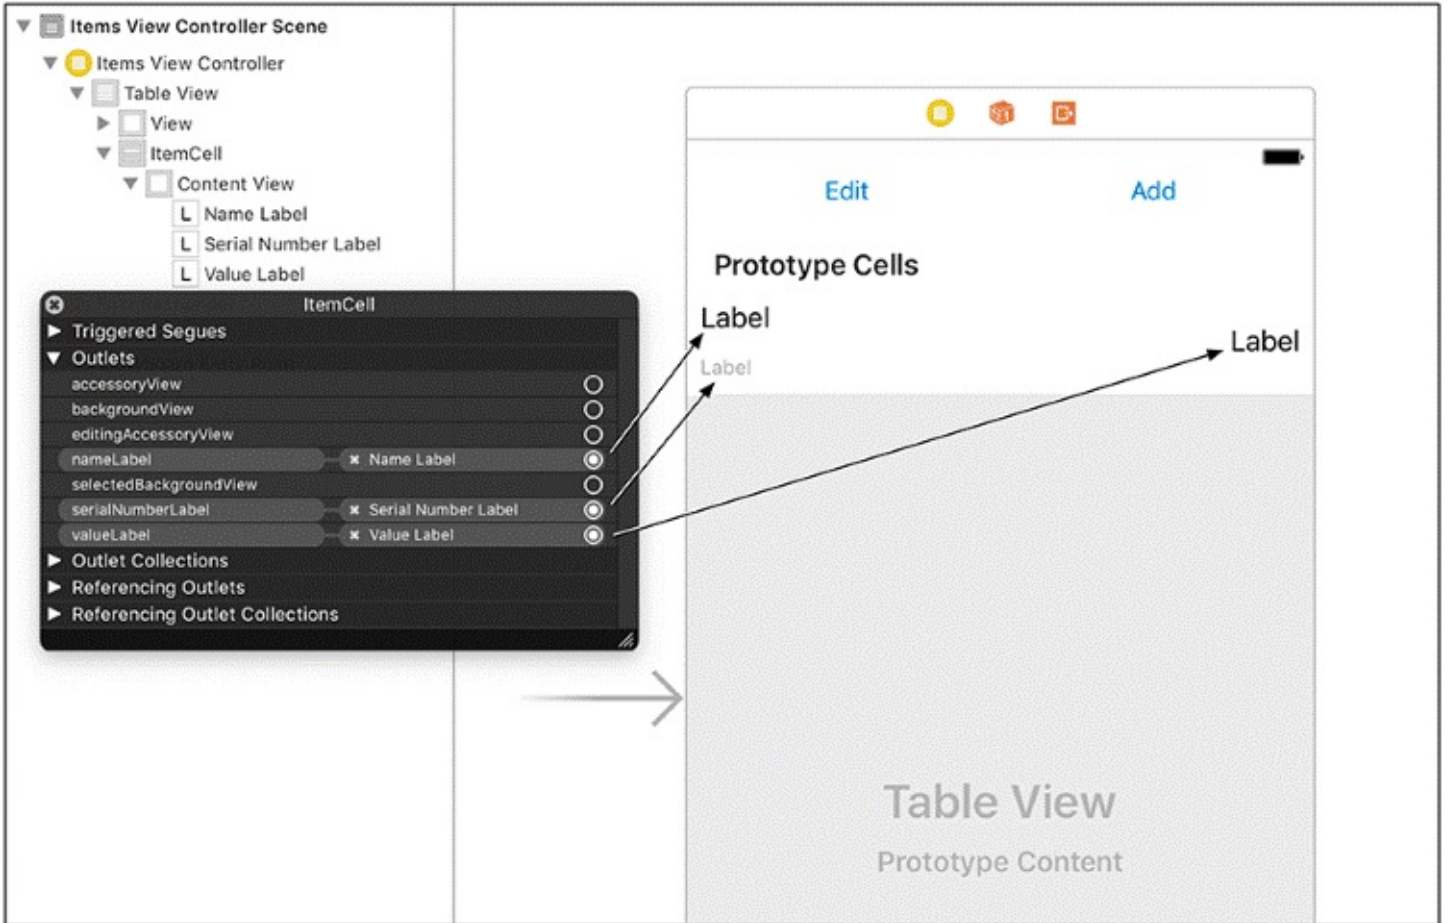 Items View Controller Scene
Items View Controller
Table View
View
ItemCell
Content View
L Name Label
L Serial Number Label
L Value Label
ItemCell
Triggered Segues
Outlets
accessoryView
backgroundView
editingAccessoryView
nameLabel × Name Label
selectedBackgroundView
serialNumberLabel × Serial Number Label
valueLabel × Value Label
Outlet Collections
Referencing Outlets
Referencing Outlet Collections
Edit Add
Prototype Cells
Label
Label
Label
Table View
Prototype Content